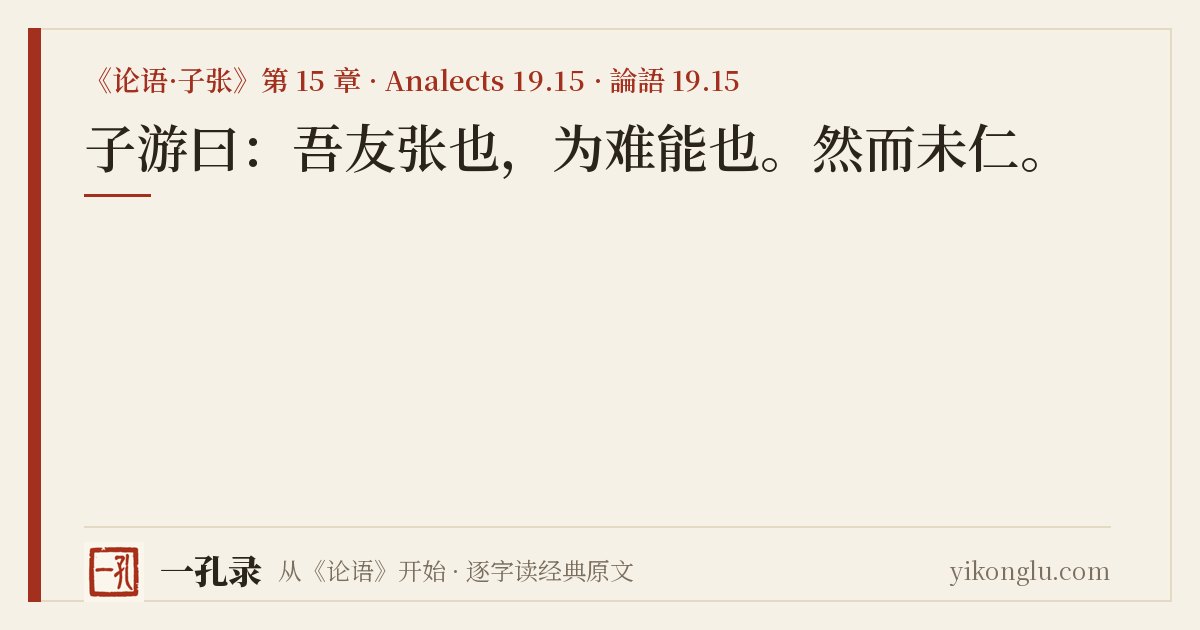 《论语·子张》第 15 章 · Analects 19.15 · 論語 19.15
子游曰：吾友张也，为难能也。然而未仁。
一孔
一孔录 从《论语》开始 · 逐字读经典原文 yikonglu.com